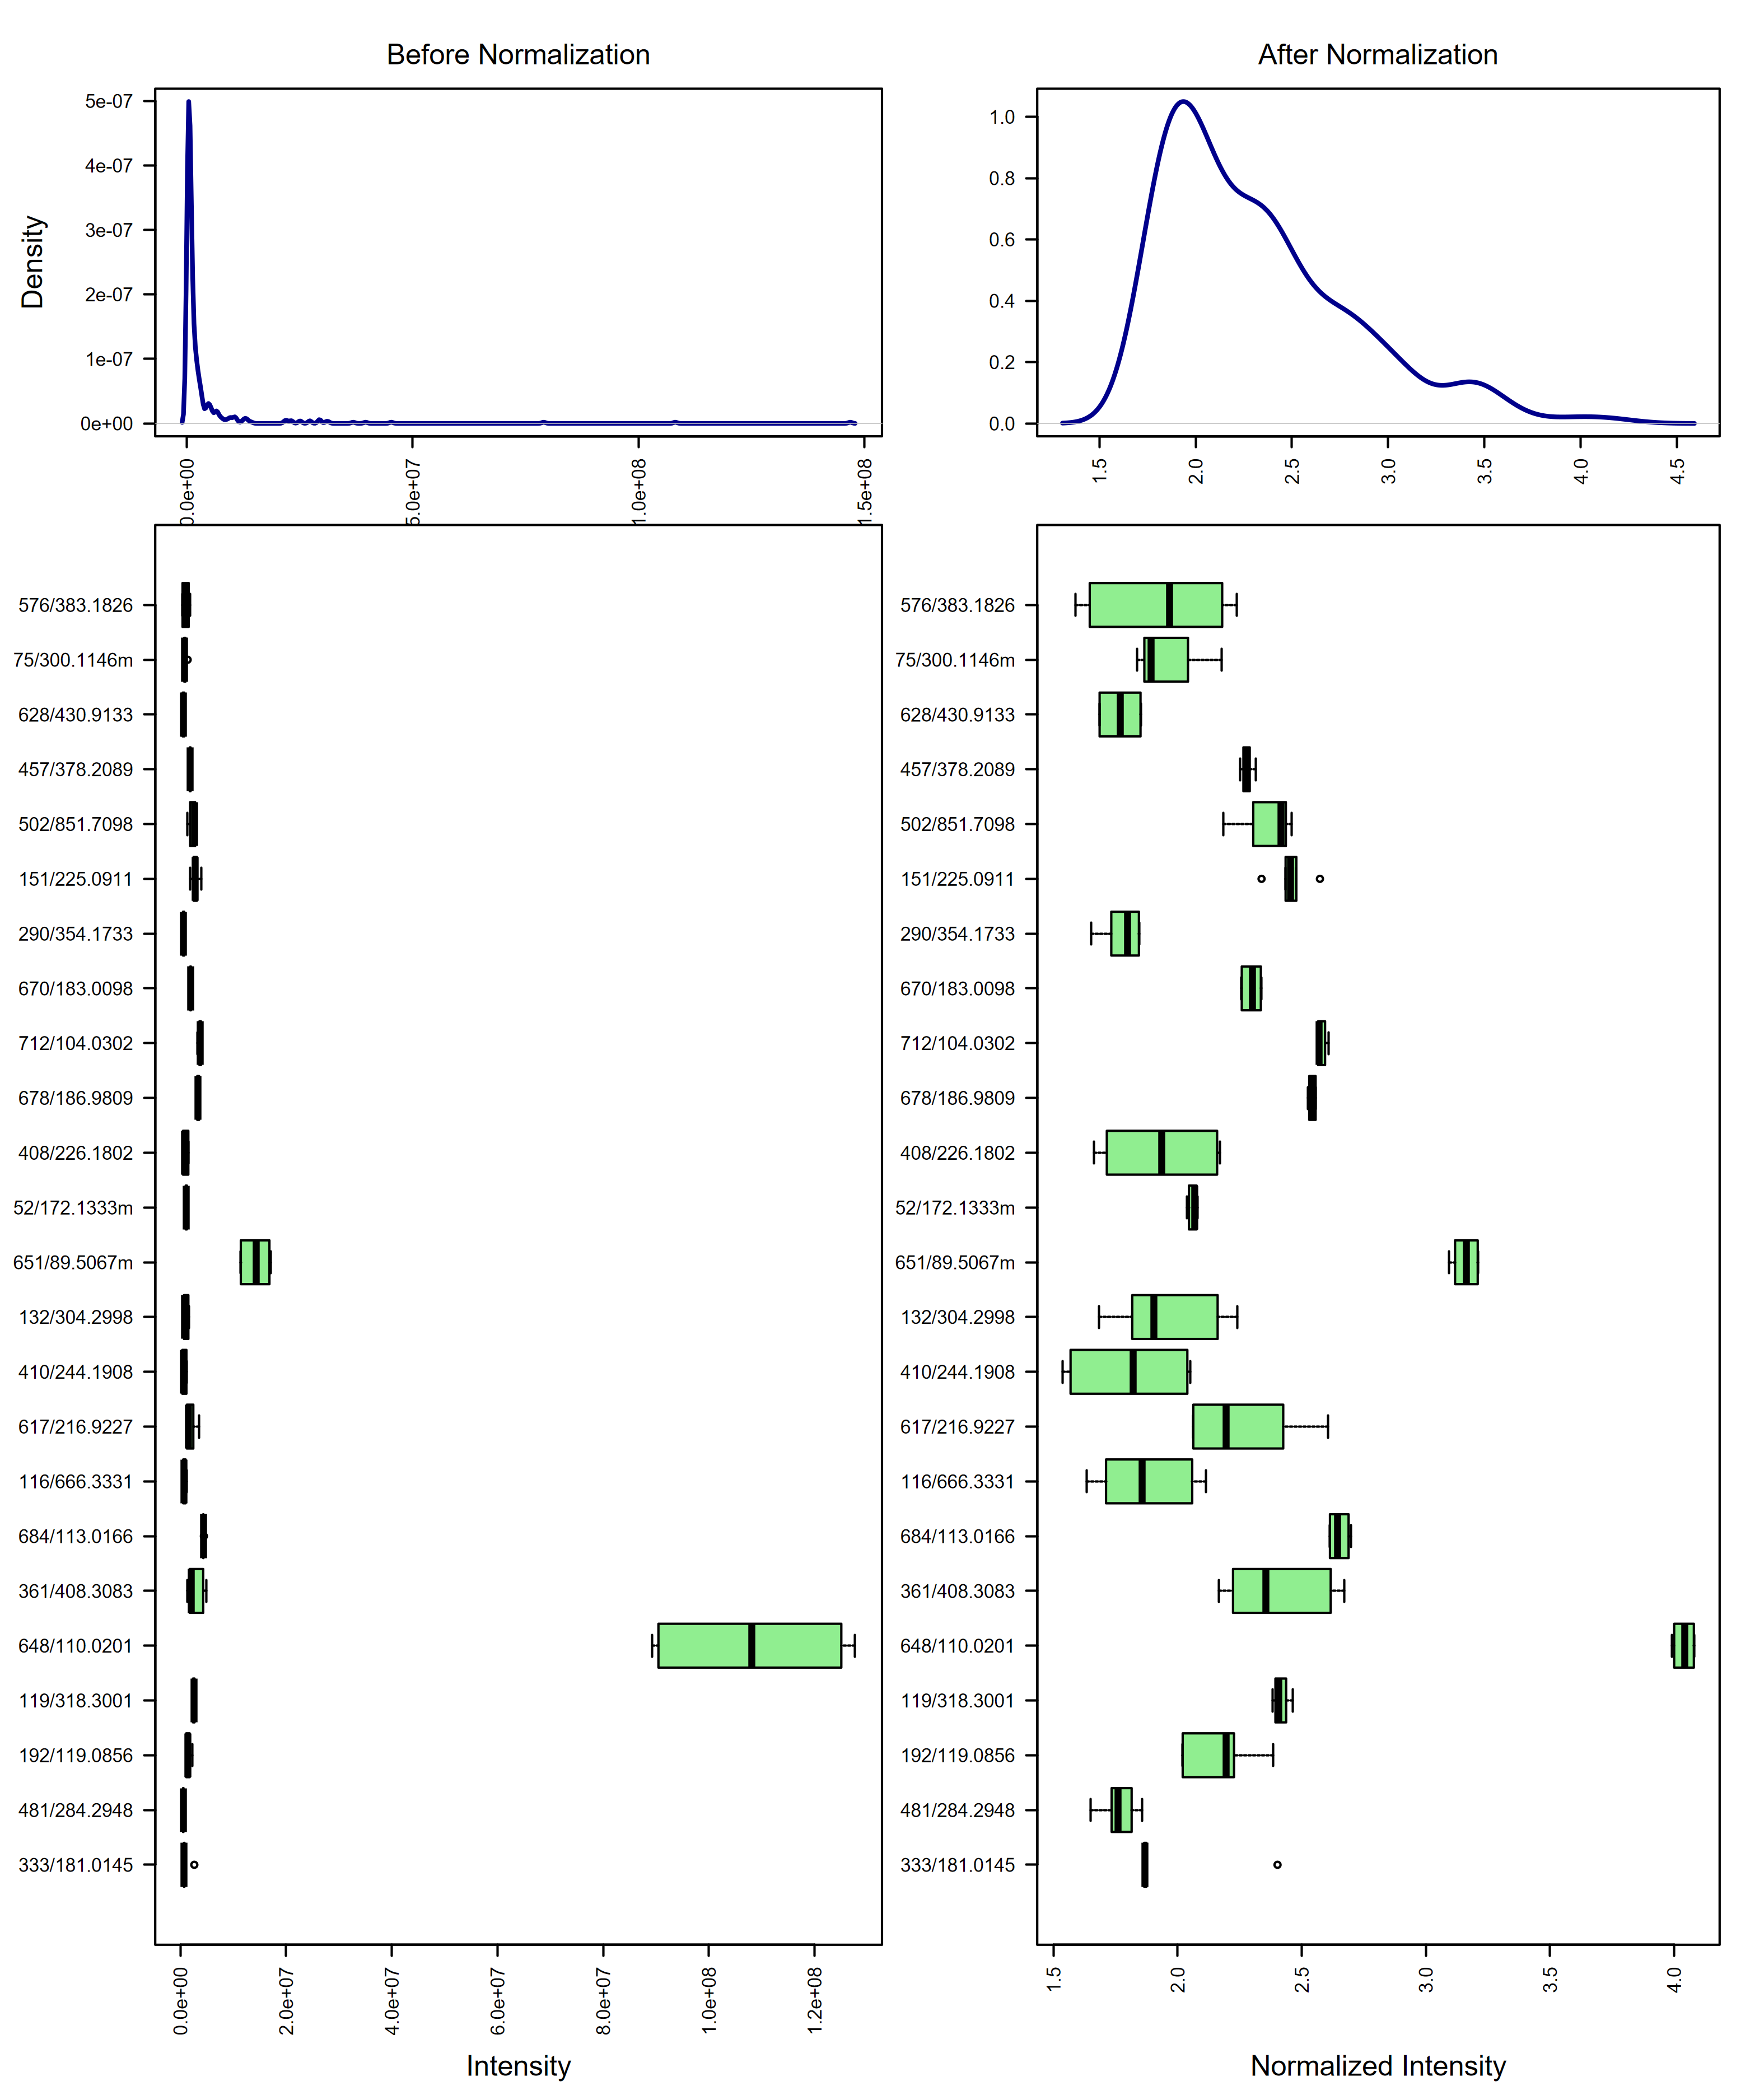 Before Normalization
After Normalization
Density
5e-07
4e-07
3e-07
2e-07
1e-07
0e+00
0.0e+00
5.0e+07
1.0e+08
1.5e+08
1.0
0.8
0.6
0.4
0.2
0.0
1.5
2.0
2.5
3.0
3.5
4.0
4.5
576/383.1826
75/300.1146m
628/430.9133
457/378.2089
502/851.7098
151/225.0911
290/354.1733
670/183.0098
712/104.0302
678/186.9809
408/226.1802
52/172.1333m
651/89.5067m
132/304.2998
410/244.1908
617/216.9227
116/666.3331
684/113.0166
361/408.3083
648/110.0201
119/318.3001
192/119.0856
481/284.2948
333/181.0145
0.0e+00
2.0e+07
4.0e+07
6.0e+07
8.0e+07
1.0e+08
1.2e+08
Intensity
576/383.1826
75/300.1146m
628/430.9133
457/378.2089
502/851.7098
151/225.0911
290/354.1733
670/183.0098
712/104.0302
678/186.9809
408/226.1802
52/172.1333m
651/89.5067m
132/304.2998
410/244.1908
617/216.9227
116/666.3331
684/113.0166
361/408.3083
648/110.0201
119/318.3001
192/119.0856
481/284.2948
333/181.0145
1.5
2.0
2.5
3.0
3.5
4.0
Normalized Intensity